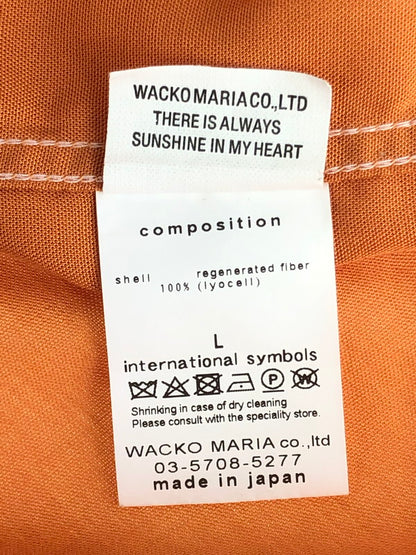 WACKO MARIA CO.,LTD
THERE IS ALWAYS
SUNSHINE IN MY HEART
composition
shell regenerated fiber
100% (lyocell)
L
international symbols
P W
Shrinking in case of dry cleaning
Please consult with the speciality store.
WACKO MARIA co.,ltd
03-5708-5277
made in japan